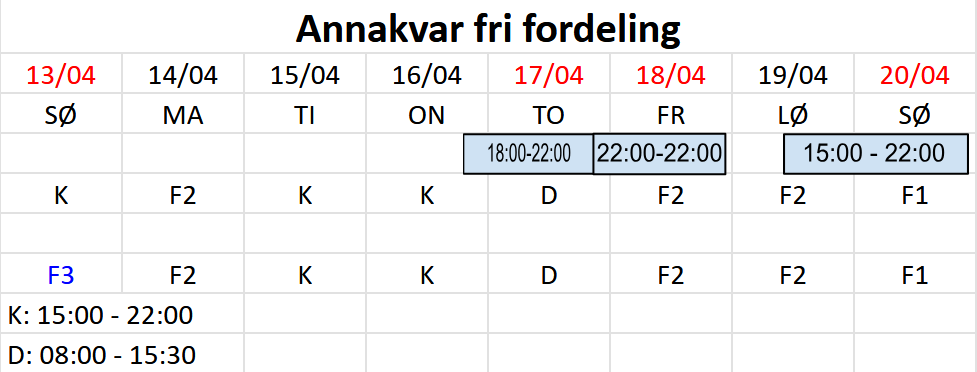 Annakvar fri fordeling
13/04 14/04 15/04 16/04 17/04 18/04 19/04 20/04
SØ MA TI ON TO FR LØ SØ
18:00-22:00 22:00-22:00 15:00 - 22:00
K F2 K K D F2 F2 F1
F3 F2 K K D F2 F2 F1
K: 15:00 - 22:00
D: 08:00 - 15:30